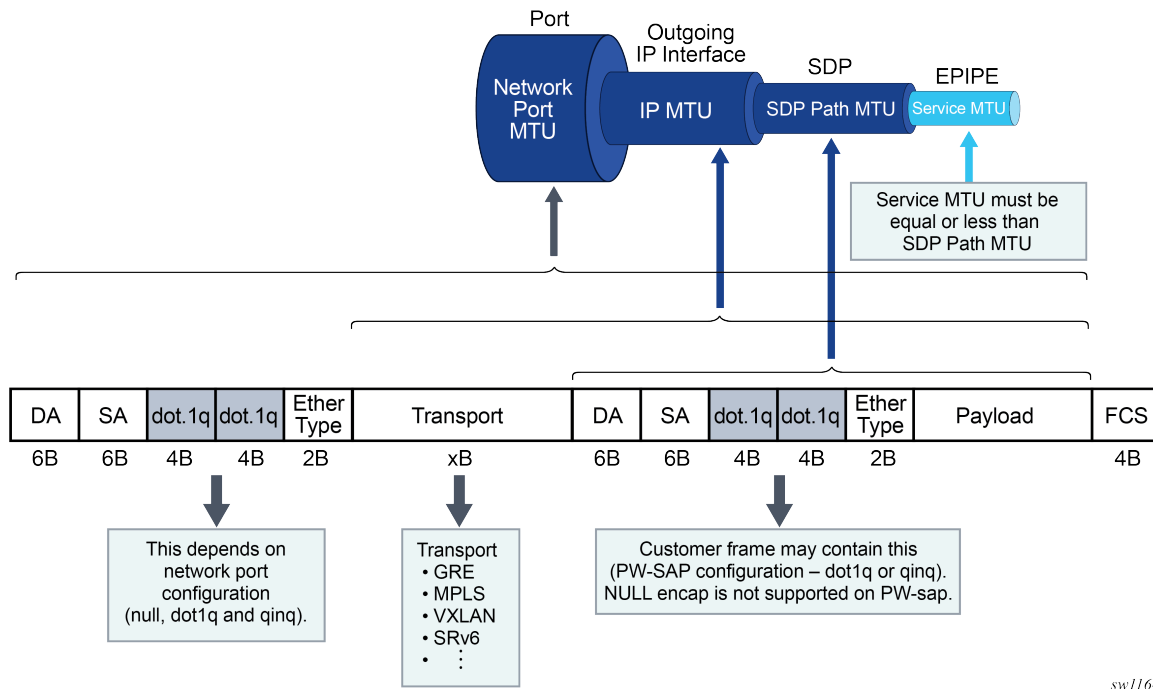 Port
Outgoing
IP Interface
SDP
EPIPE
Network
Port
MTU
IP MTU
SDP Path MTU
Service MTU
Service MTU must be
equal or less than
SDP Path MTU
DA
SA
dot.1q
dot.1q
Ether
Type
Transport
DA
SA
dot.1q
dot.1q
Ether
Type
Payload
FCS
6B
6B
4B
4B
2B
xB
6B
6B
4B
4B
2B
4B
This depends on
network port
configuration
(null, dot1q and qinq).
Transport
• GRE
• MPLS
• VXLAN
• SRv6
• ⋮
Customer frame may contain this
(PW-SAP configuration – dot1q or qinq).
NULL encap is not supported on PW-sap.
sw116